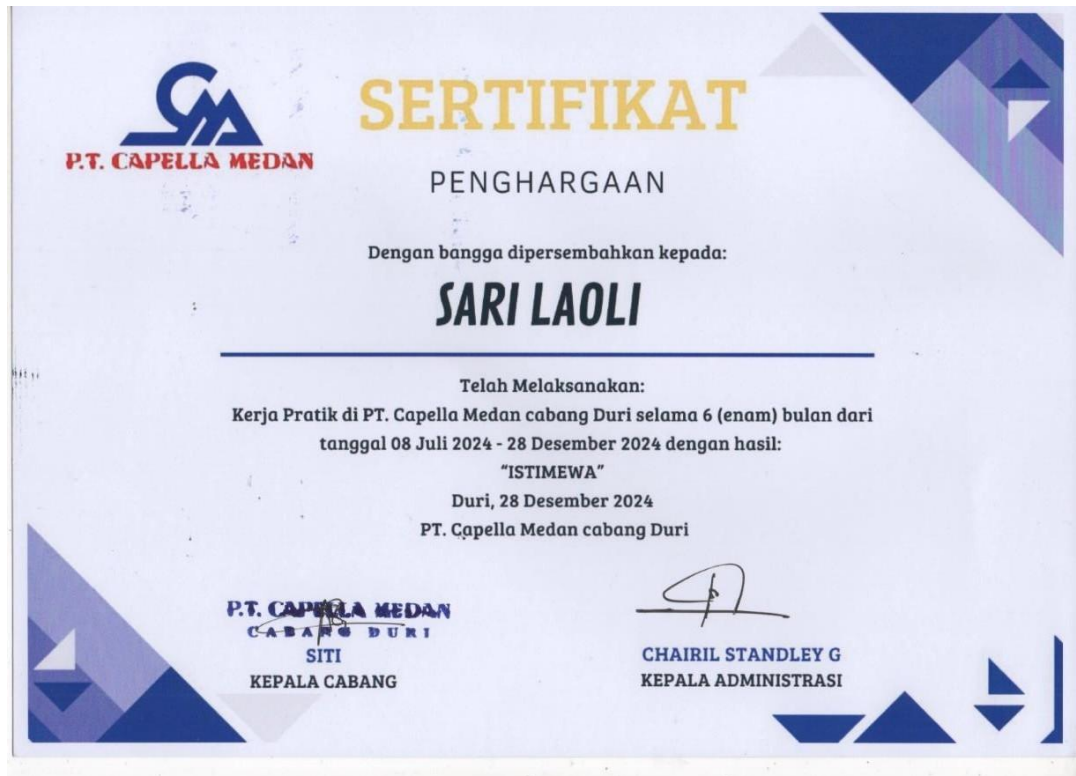 SERTIFIKAT
P.T. CAPELLA MEDAN
PENGHARGAAN
Dengan bangga dipersembahkan kepada:
SARI LAOLI
Telah Melaksanakan:
Kerja Pratik di PT. Capella Medan cabang Duri selama 6 (enam) bulan dari
tanggal 08 Juli 2024 - 28 Desember 2024 dengan hasil:
“ISTIMEWA”
Duri, 28 Desember 2024
PT. Capella Medan cabang Duri
P.T. CAPELLA MEDAN
CABANG DURI
SITI
KEPALA CABANG
CHAIRIL STANDLEY G
KEPALA ADMINISTRASI